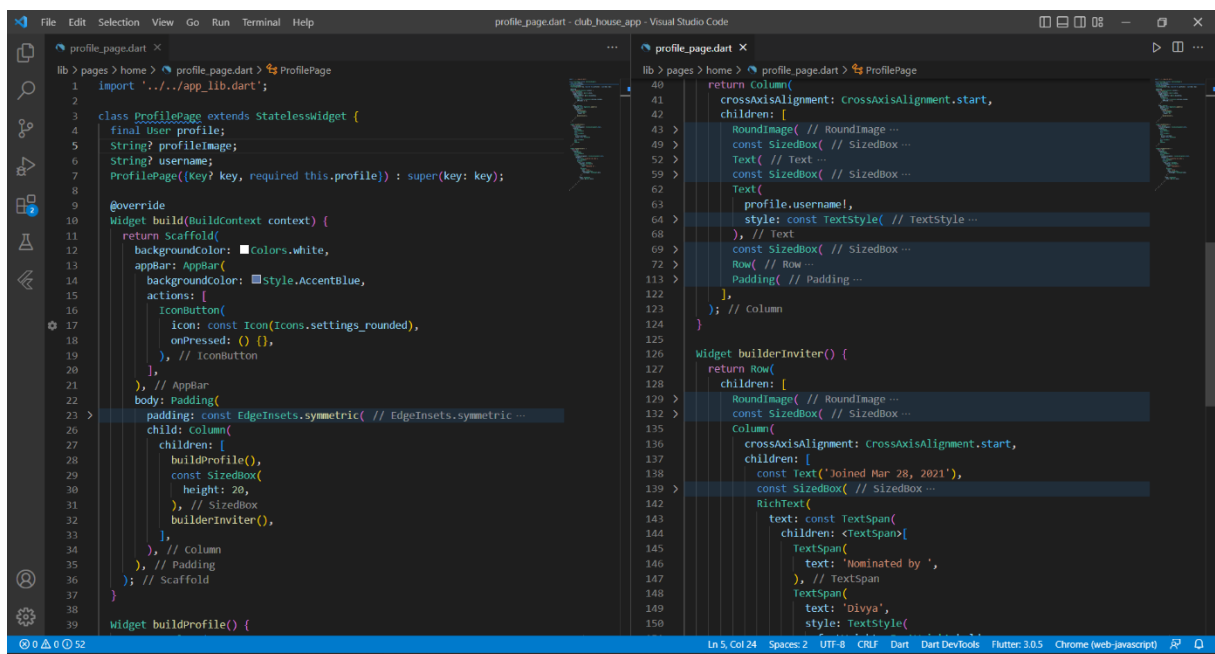 File Edit Selection View Go Run Terminal Help profile_page.dart - club_house_app - Visual Studio Code
profile_page.dart
lib > pages > home > profile_page.dart > ProfilePage
1 import '../../app_lib.dart';
2
3 class ProfilePage extends StatelessWidget {
4 final User profile;
5 String? profileImage;
6 String? username;
7 ProfilePage({Key? key, required this.profile}) : super(key: key);
8
9 @override
10 Widget build(BuildContext context) {
11 return Scaffold(
12 backgroundColor: Colors.white,
13 appBar: AppBar(
14 backgroundColor: Style.AccentBlue,
15 actions: [
16 IconButton(
17 icon: const Icon(Icons.settings_rounded),
18 onPressed: () {},
19 ), // IconButton
20 ],
21 ), // AppBar
22 body: Padding(
23 > padding: const EdgeInsets.symmetric( // EdgeInsets.symmetric ···
26 child: Column(
27 children: [
28 buildProfile(),
29 const SizedBox(
30 height: 20,
31 ), // SizedBox
32 builderInviter(),
33 ],
34 ), // Column
35 ), // Padding
36 ); // Scaffold
37 }
38
39 Widget buildProfile() {
profile_page.dart
lib > pages > home > profile_page.dart > ProfilePage
40 return Column(
41 crossAxisAlignment: CrossAxisAlignment.start,
42 children: [
43 > RoundImage( // RoundImage ···
49 > const SizedBox( // SizedBox ···
52 > Text( // Text ···
59 > const SizedBox( // SizedBox ···
62 Text(
63 profile.username!,
64 > style: const TextStyle( // TextStyle ···
68 ), // Text
69 > const SizedBox( // SizedBox ···
72 > Row( // Row ···
113 > Padding( // Padding ···
122 ],
123 ); // Column
124 }
125
126 Widget builderInviter() {
127 return Row(
128 children: [
129 > RoundImage( // RoundImage ···
132 > const SizedBox( // SizedBox ···
135 Column(
136 crossAxisAlignment: CrossAxisAlignment.start,
137 children: [
138 const Text('Joined Mar 28, 2021'),
139 > const SizedBox( // SizedBox ···
142 RichText(
143 text: const TextSpan(
144 children: <TextSpan>[
145 TextSpan(
146 text: 'Nominated by ',
147 ), // TextSpan
148 TextSpan(
149 text: 'Divya',
150 style: TextStyle(
0 0 52 Ln 5, Col 24 Spaces: 2 UTF-8 CRLF Dart Dart DevTools Flutter: 3.0.5 Chrome (web-javascript)